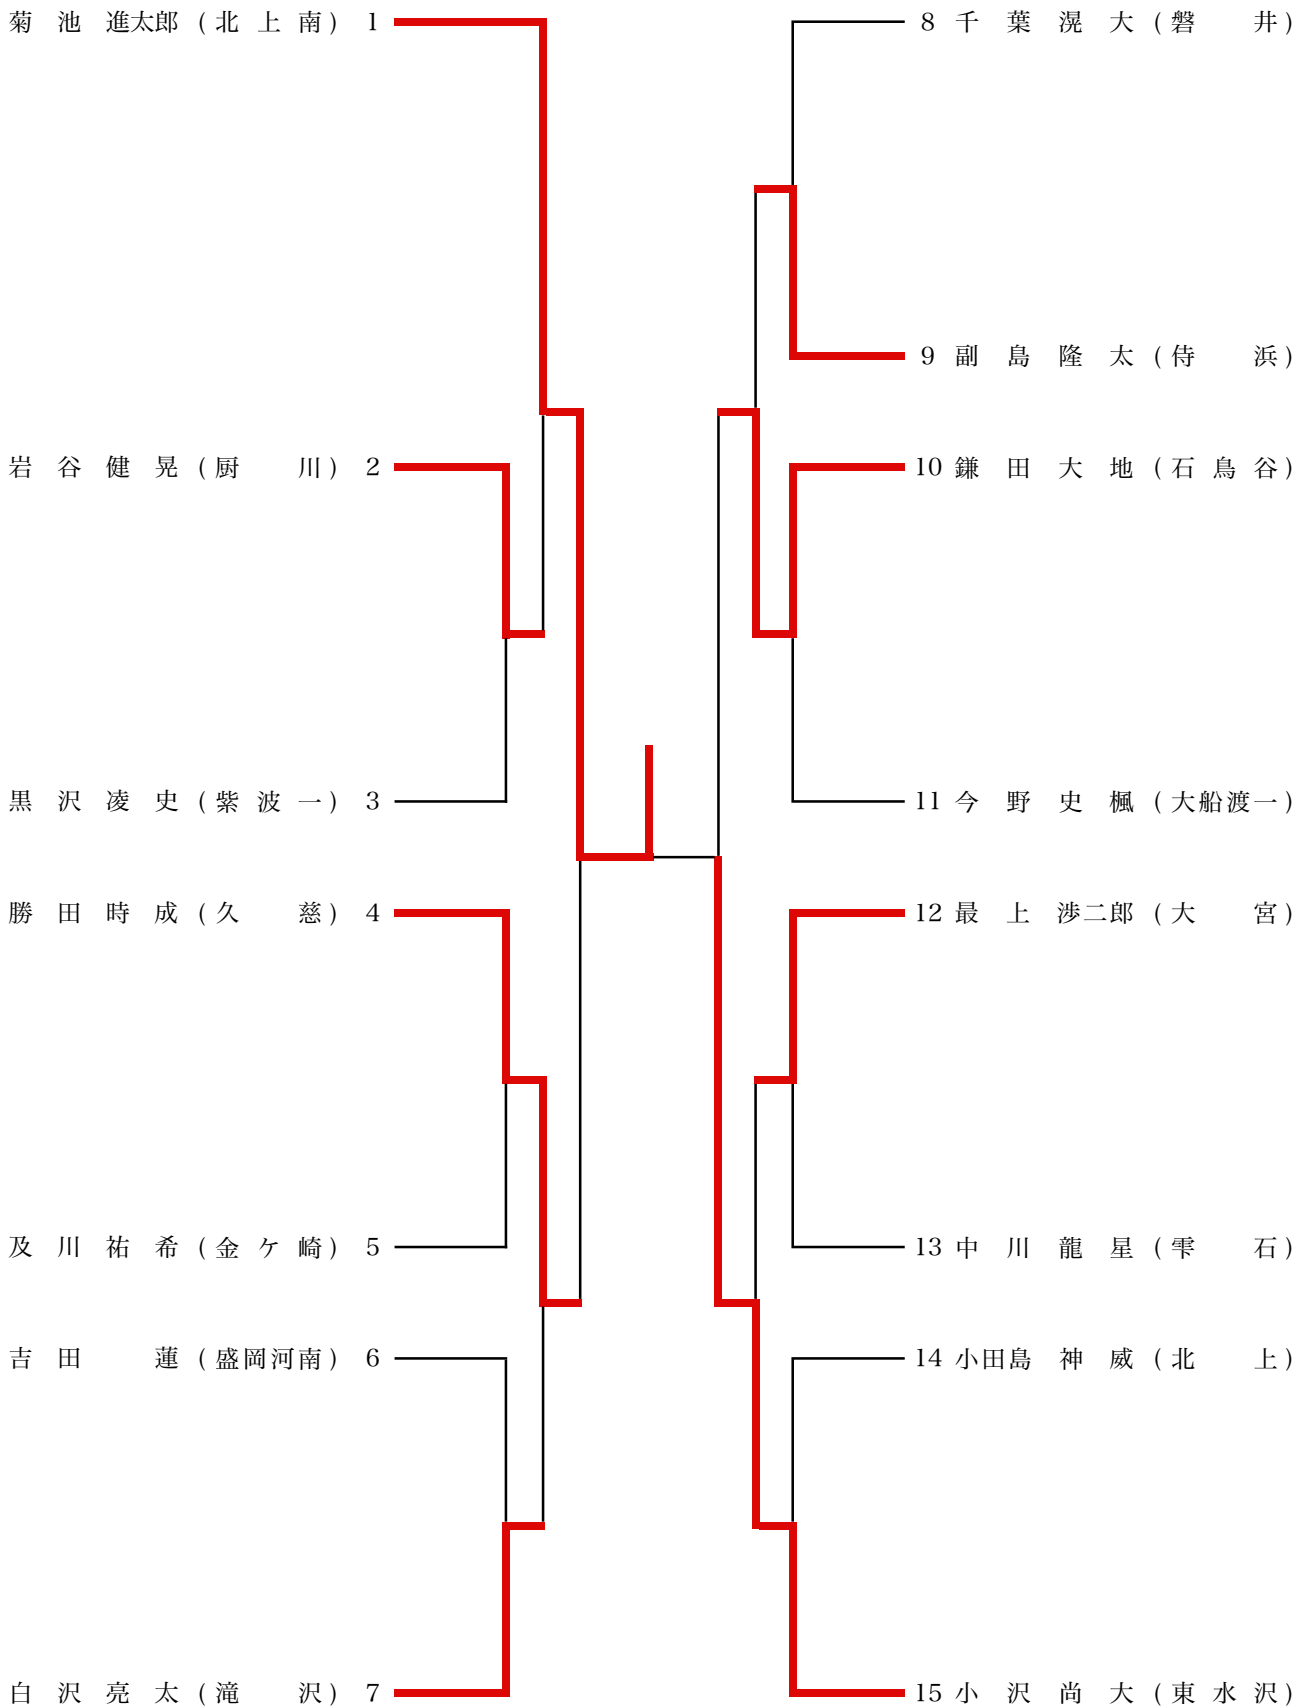 菊池進太郎(北上南) 1
岩谷健晃(厨川) 2
黒沢凌史(紫波一) 3
勝田時成(久慈) 4
及川祐希(金ケ崎) 5
吉田蓮(盛岡河南) 6
白沢亮太(滝沢) 7
8 千葉滉大(磐井)
9 副島隆太(侍浜)
10 鎌田大地(石鳥谷)
11 今野史楓(大船渡一)
12 最上渉二郎(大宮)
13 中川龍星(雫石)
14 小田島神威(北上)
15 小沢尚大(東水沢)